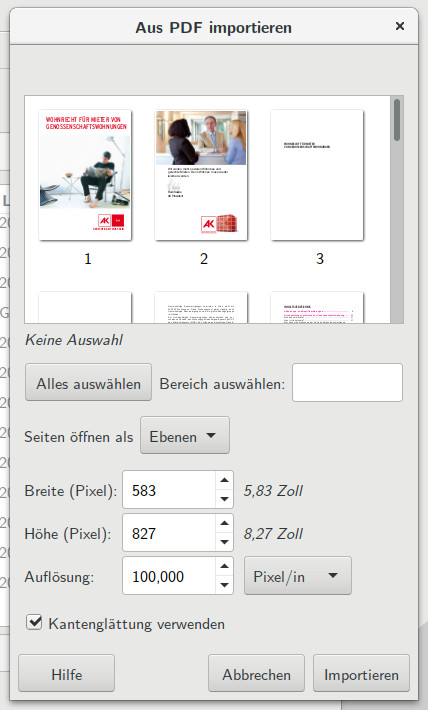 Aus PDF importieren
WOHNRECHT FÜR MIETER VON
GENOSSENSCHAFTSWOHNUNGEN
AK
AK
1
2
3
Keine Auswahl
Alles auswählen
Bereich auswählen:
Seiten öffnen als
Ebenen
Breite (Pixel):
583
5,83 Zoll
Höhe (Pixel):
827
8,27 Zoll
Auflösung:
100,000
Pixel/in
Kantenglättung verwenden
Hilfe
Abbrechen
Importieren